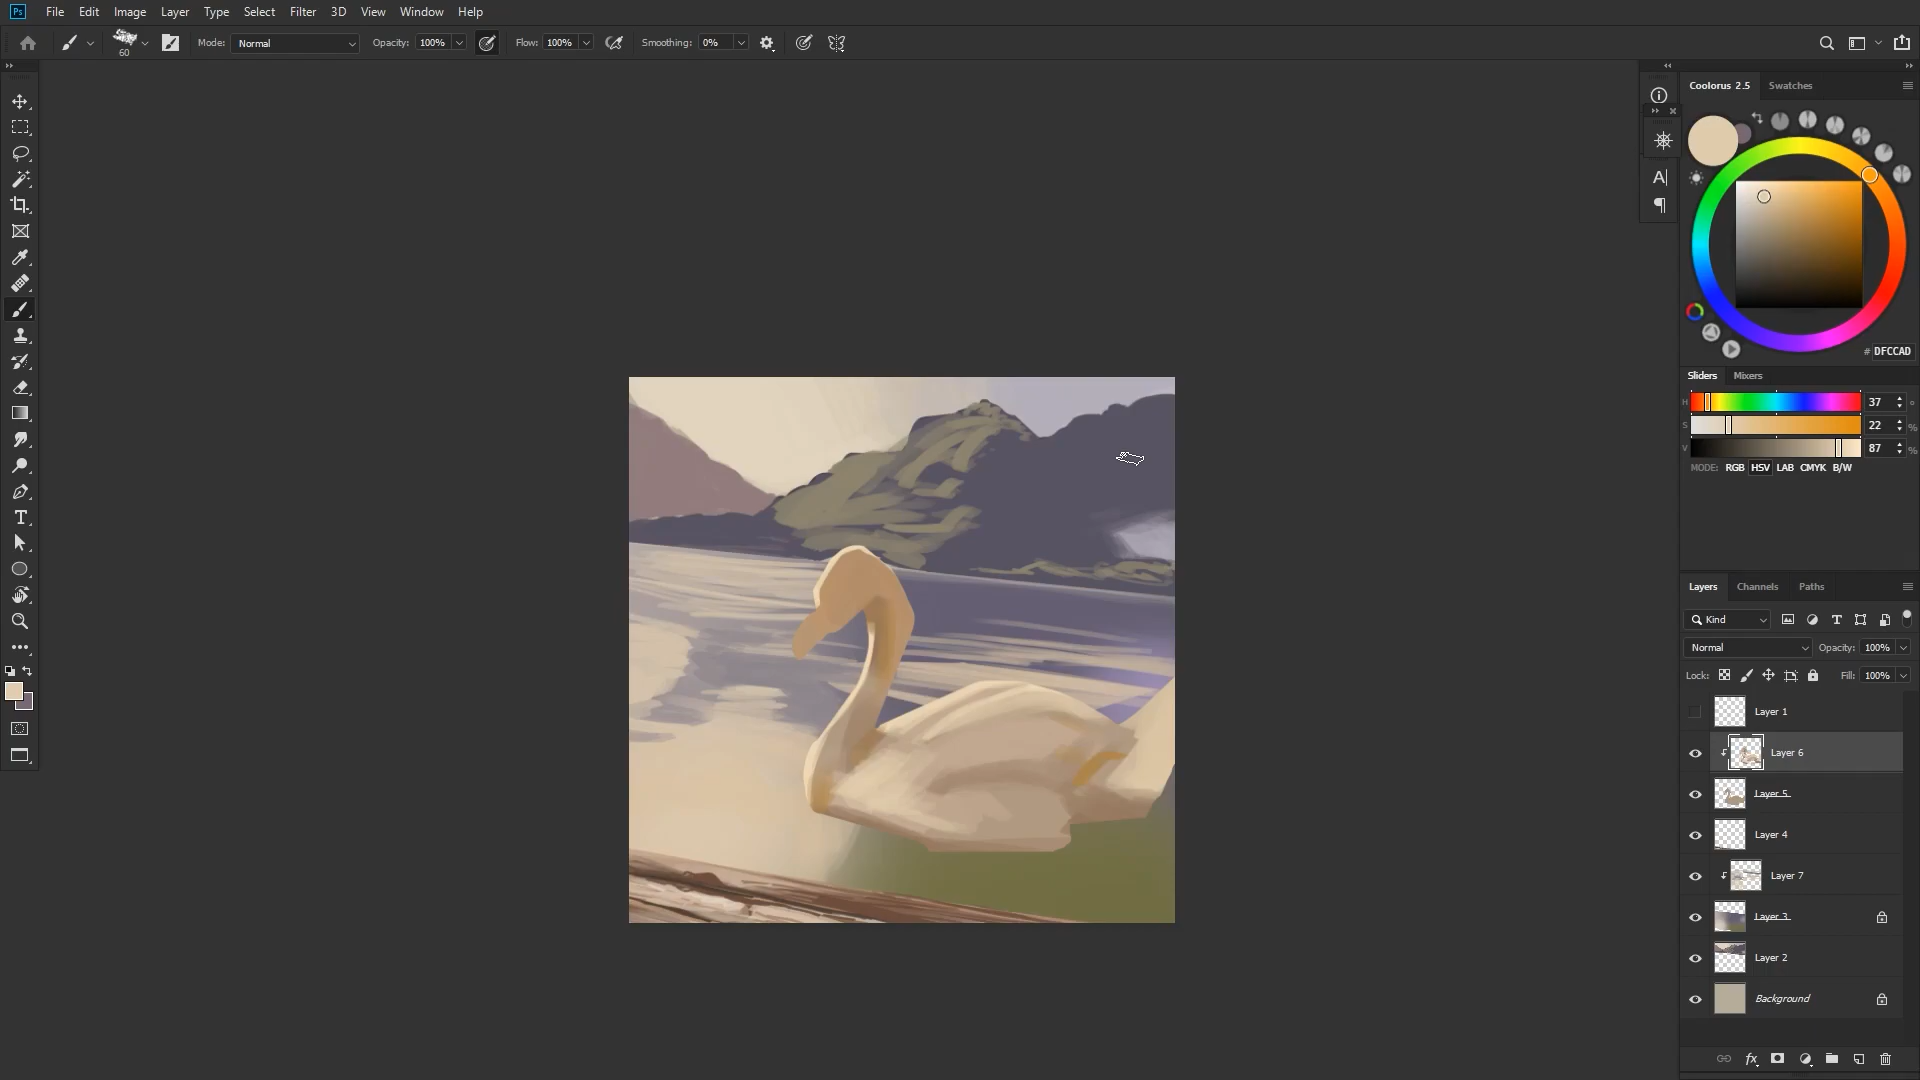 Ps File Edit Image Layer Type Select Filter 3D View Window Help
60 Mode: Normal Opacity: 100% Flow: 100% Smoothing: 0%
Coolorus 2.5 Swatches
# DFCCAD
Sliders Mixers
H 37 °
S 22 %
V 87 %
MODE: RGB HSV LAB CMYK B/W
Layers Channels Paths
Kind
Normal Opacity: 100%
Lock: Fill: 100%
Layer 1
Layer 6
Layer 5
Layer 4
Layer 7
Layer 3
Layer 2
Background